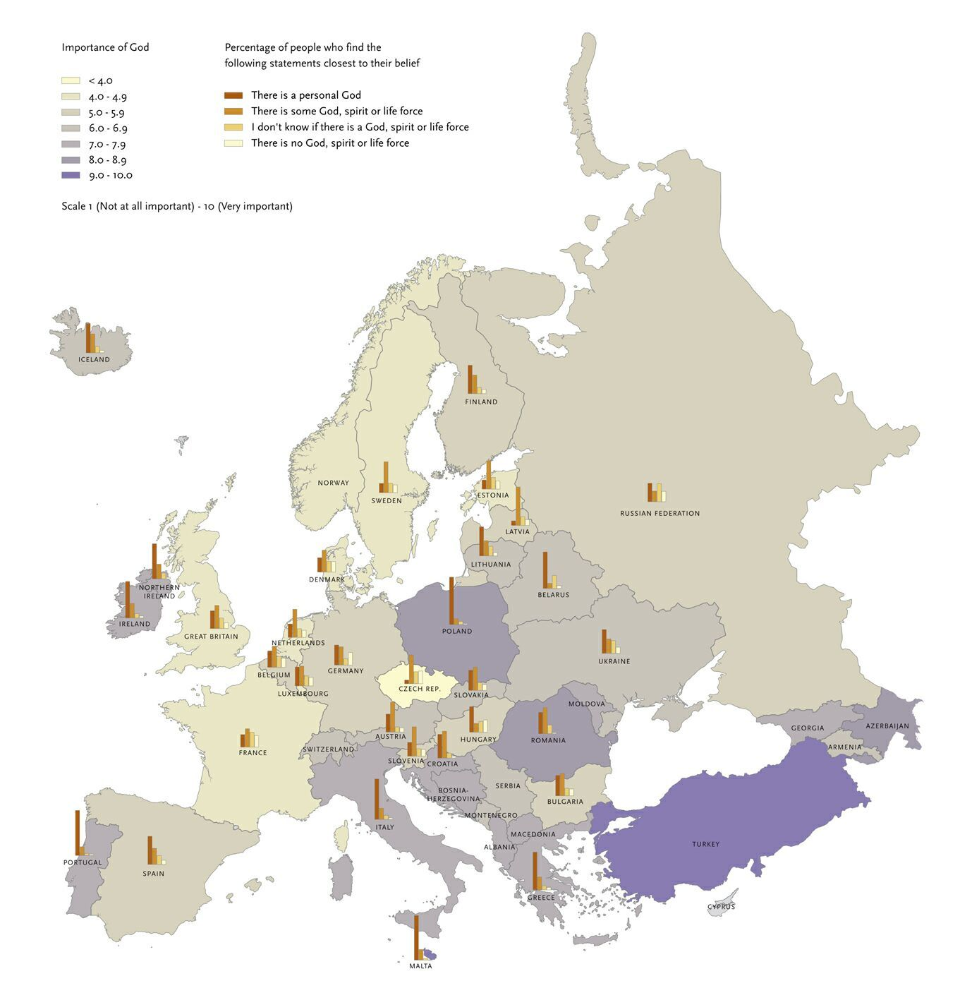 Importance of God
< 4.0
4.0 - 4.9
5.0 - 5.9
6.0 - 6.9
7.0 - 7.9
8.0 - 8.9
9.0 - 10.0
Scale 1 (Not at all important) - 10 (Very important)
Percentage of people who find the
following statements closest to their belief
There is a personal God
There is some God, spirit or life force
I don't know if there is a God, spirit or life force
There is no God, spirit or life force
ICELAND
FINLAND
NORWAY
SWEDEN
ESTONIA
RUSSIAN FEDERATION
LATVIA
LITHUANIA
DENMARK
NORTHERN
IRELAND
BELARUS
IRELAND
GREAT BRITAIN
POLAND
NETHERLANDS
UKRAINE
GERMANY
BELGIUM
CZECH REP.
LUXEMBOURG
SLOVAKIA
MOLDOVA
GEORGIA
AZERBAIJAN
AUSTRIA
HUNGARY
ROMANIA
ARMENIA
FRANCE
SWITZERLAND
SLOVENIA
CROATIA
SERBIA
BOSNIA-
HERZEGOVINA
BULGARIA
MONTENEGRO
ITALY
MACEDONIA
ALBANIA
TURKEY
PORTUGAL
SPAIN
GREECE
CYPRUS
MALTA